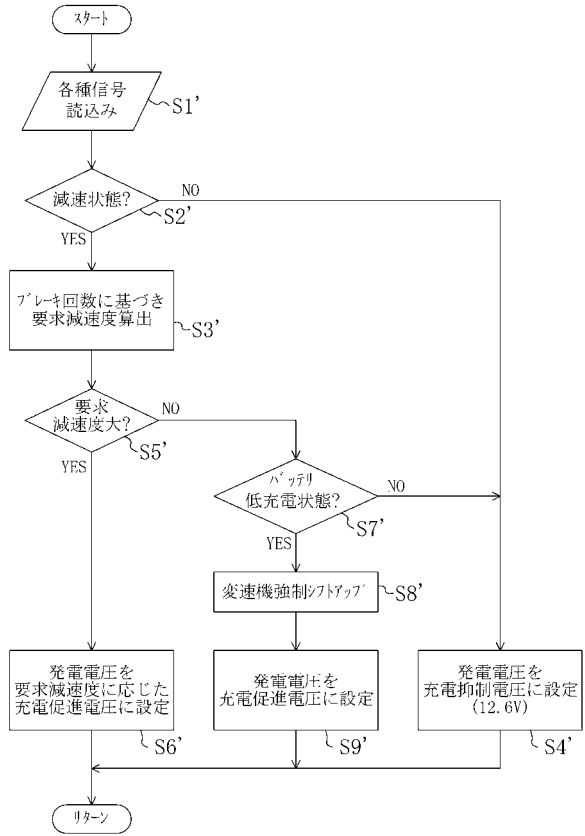 スタート
各種信号
読込み
S1'
減速状態?
NO
S2'
YES
ブレーキ回数に基づき
要求減速度算出
S3'
要求
減速度大?
NO
S5'
YES
バッテリ
低充電状態?
NO
S7'
YES
変速機強制シフトアップ
S8'
発電電圧を
要求減速度に応じた
充電促進電圧に設定
S6'
発電電圧を
充電促進電圧に設定
S9'
発電電圧を
充電抑制電圧に設定
(12.6V)
S4'
リターン